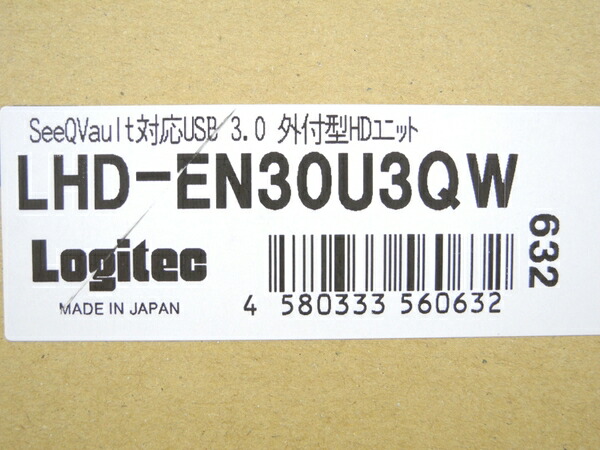 SeeQVault対応USB 3.0 外付型HDユニット
LHD-EN30U3QW
632
Logitec
MADE IN JAPAN
4 580333 560632